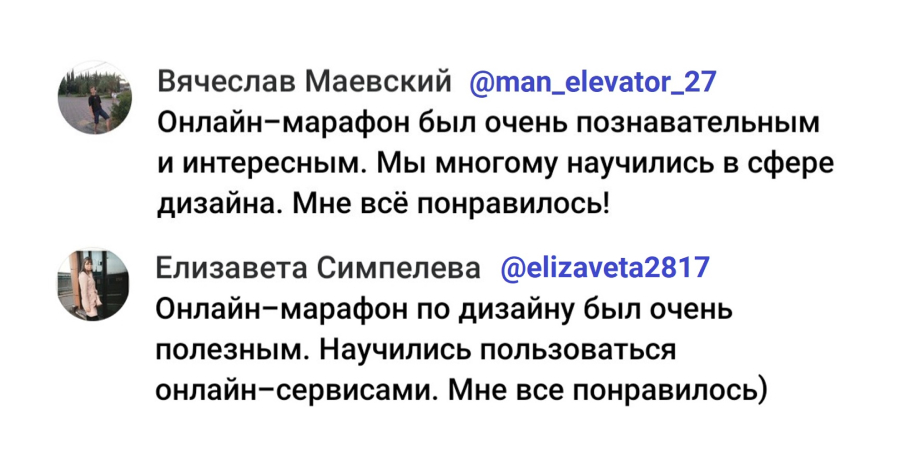 Вячеслав Маевский @man_elevator_27
Онлайн-марафон был очень познавательным
и интересным. Мы многому научились в сфере
дизайна. Мне всё понравилось!
Елизавета Симпелева @elizaveta2817
Онлайн-марафон по дизайну был очень
полезным. Научились пользоваться
онлайн-сервисами. Мне все понравилось)